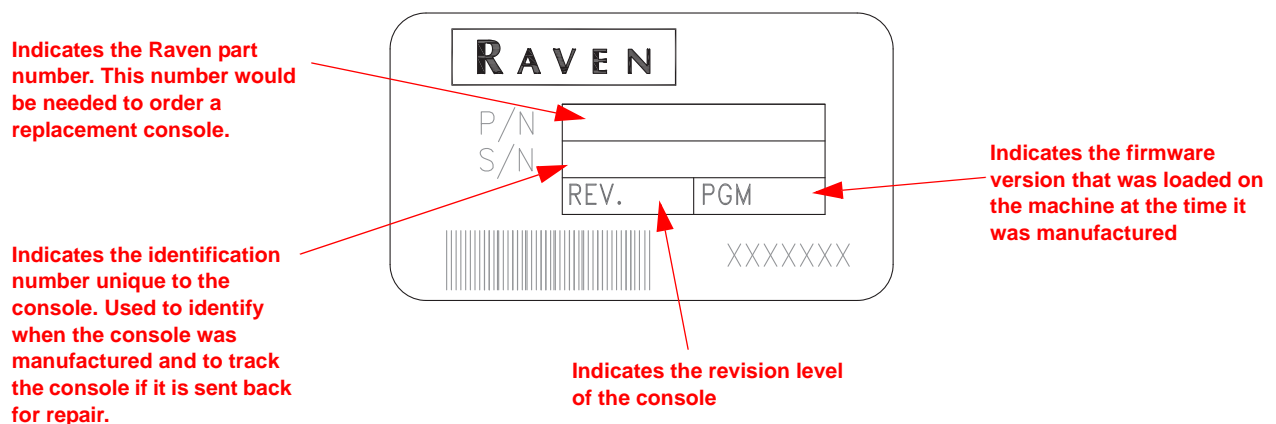 Indicates the Raven part
number. This number would
be needed to order a
replacement console.
RAVEN
P/N
S/N
REV.
PGM
XXXXXXX
Indicates the firmware
version that was loaded on
the machine at the time it
was manufactured
Indicates the identification
number unique to the
console. Used to identify
when the console was
manufactured and to track
the console if it is sent back
for repair.
Indicates the revision level
of the console